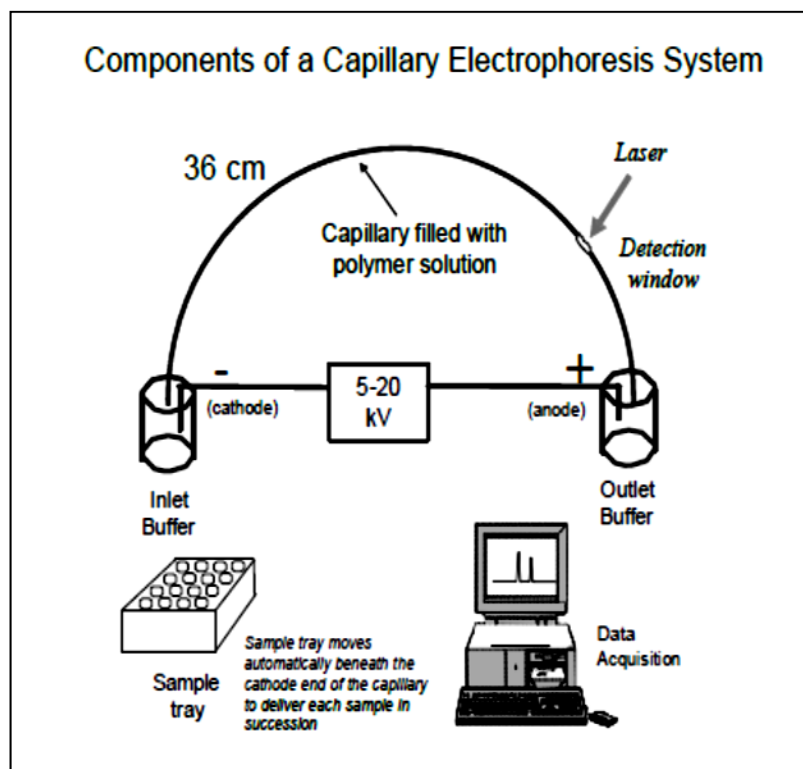 Components of a Capillary Electrophoresis System
36 cm
Laser
Capillary filled with
polymer solution
Detection
window
-
+
5-20
kV
(cathode)
(anode)
Inlet
Buffer
Outlet
Buffer
Sample tray moves
automatically beneath the
cathode end of the capillary
to deliver each sample in
succession
Sample
tray
Data
Acquisition